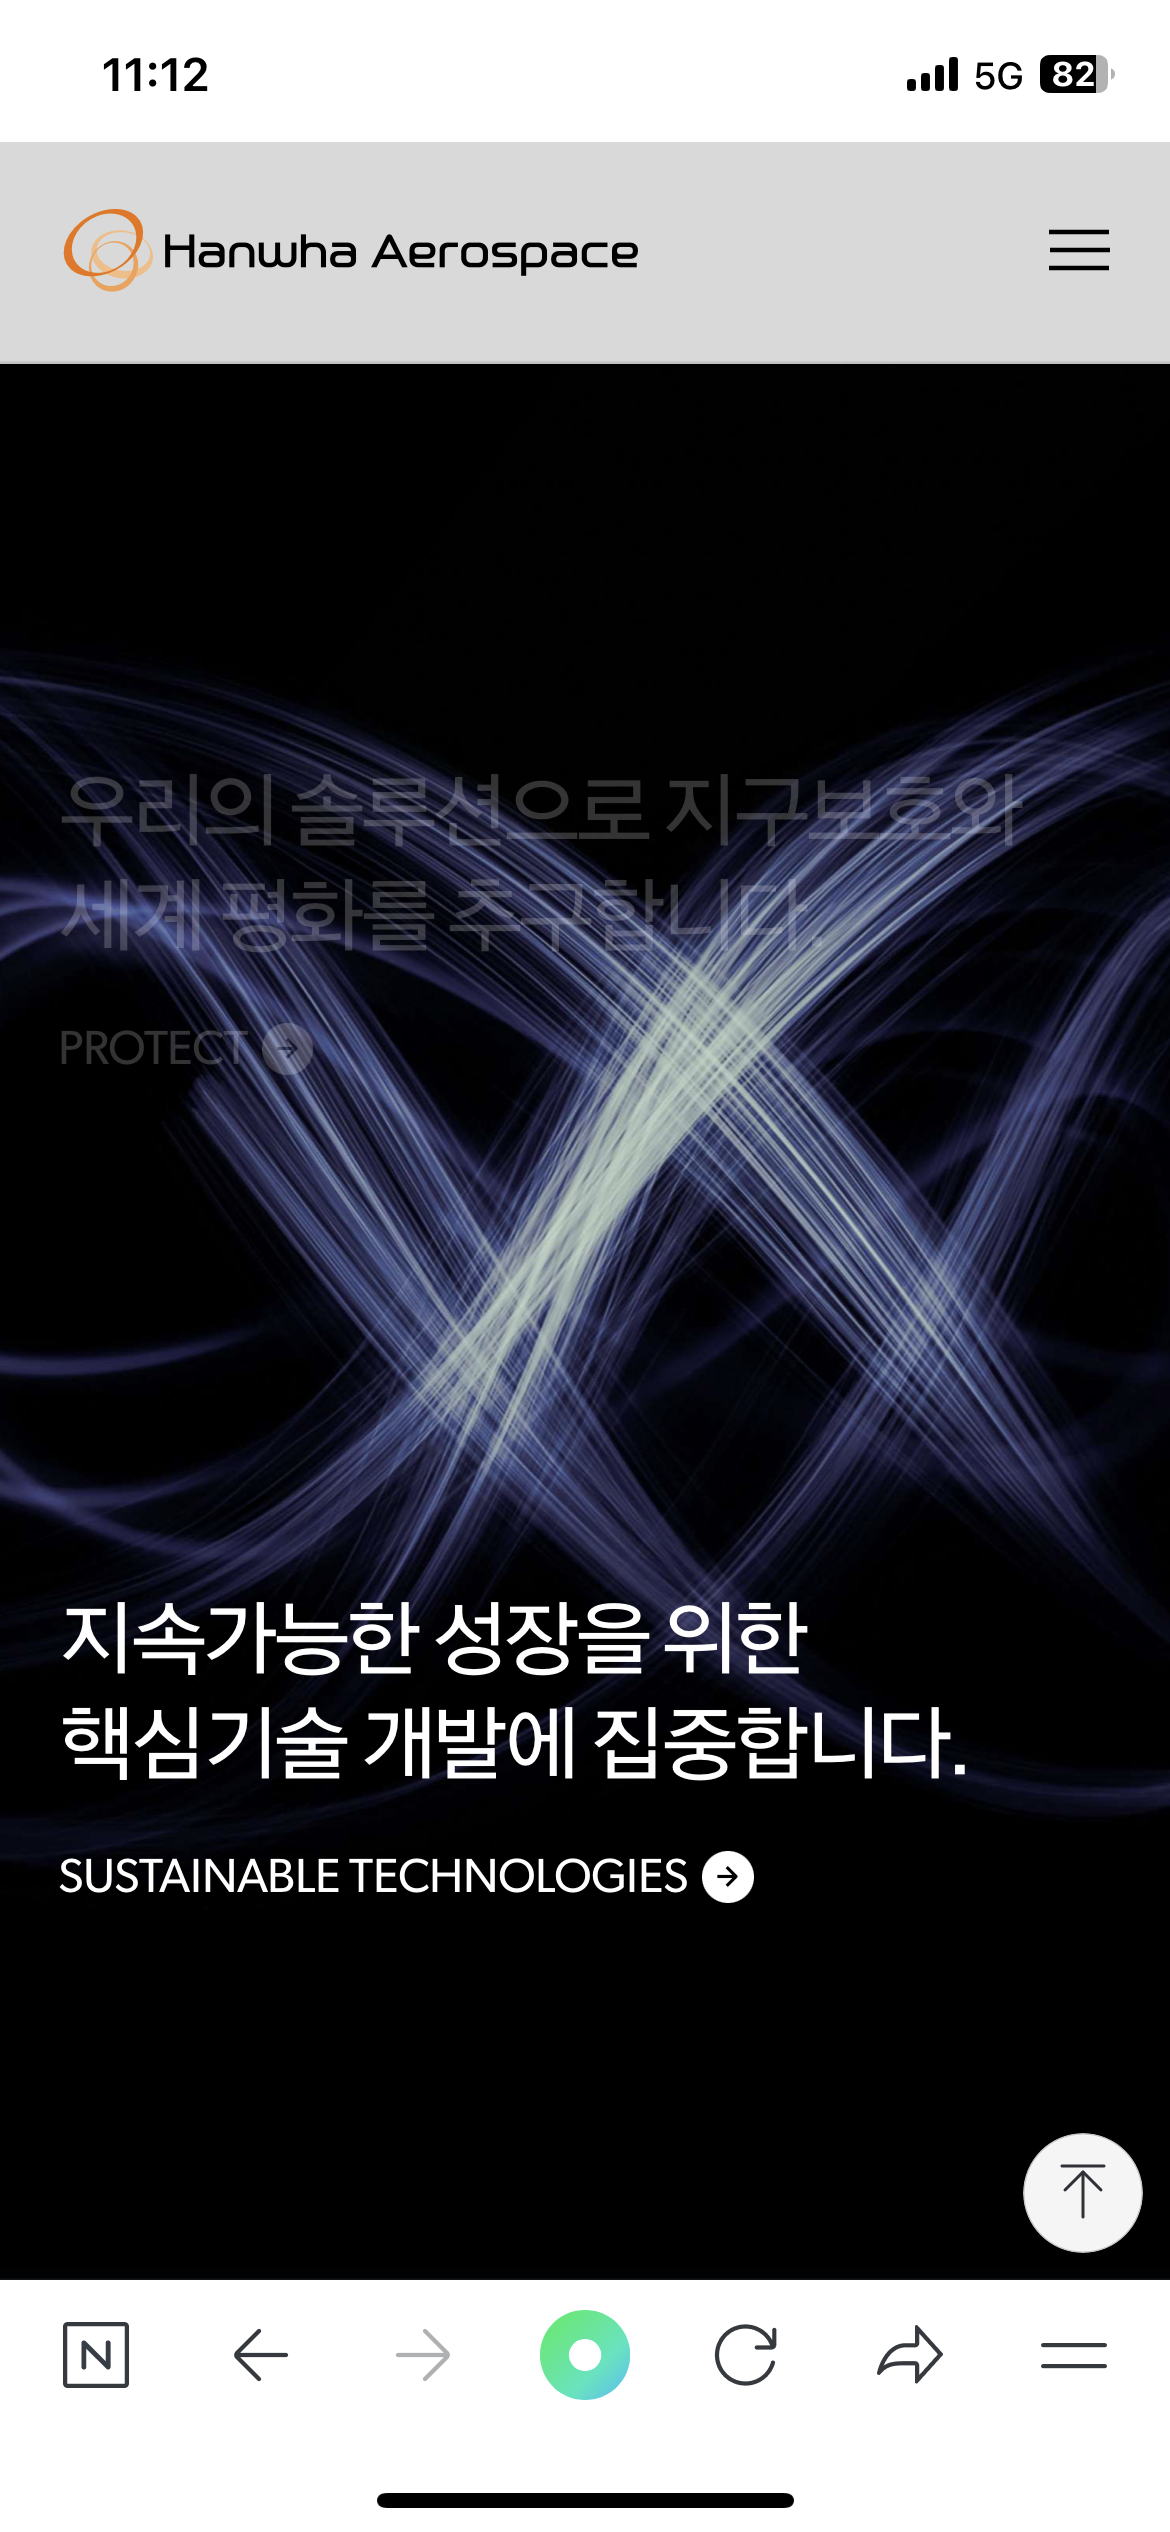 11:12
5G
82
Hanwha Aerospace
우리의 솔루션으로 지구보호와
세계 평화를 추구합니다.
PROTECT
지속가능한 성장을 위한
핵심기술 개발에 집중합니다.
SUSTAINABLE TECHNOLOGIES
N